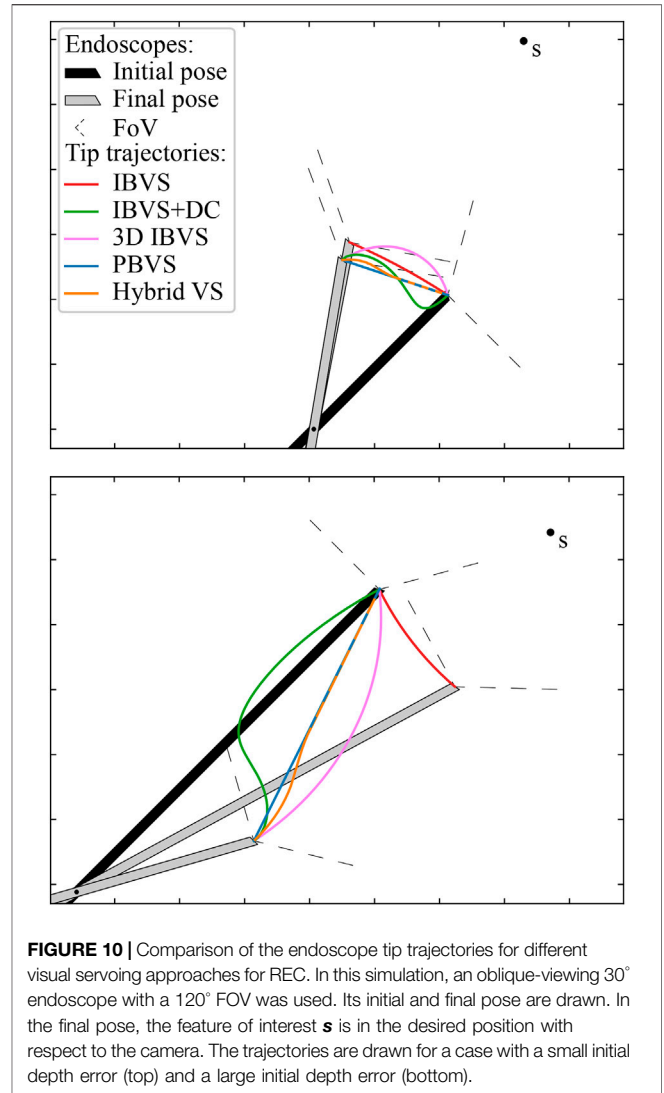 Endoscopes:
Initial pose
Final pose
FoV
Tip trajectories:
IBVS
IBVS+DC
3D IBVS
PBVS
Hybrid VS
s
s
FIGURE 10 | Comparison of the endoscope tip trajectories for different
visual servoing approaches for REC. In this simulation, an oblique-viewing 30°
endoscope with a 120° FOV was used. Its initial and final pose are drawn. In
the final pose, the feature of interest s is in the desired position with
respect to the camera. The trajectories are drawn for a case with a small initial
depth error (top) and a large initial depth error (bottom).